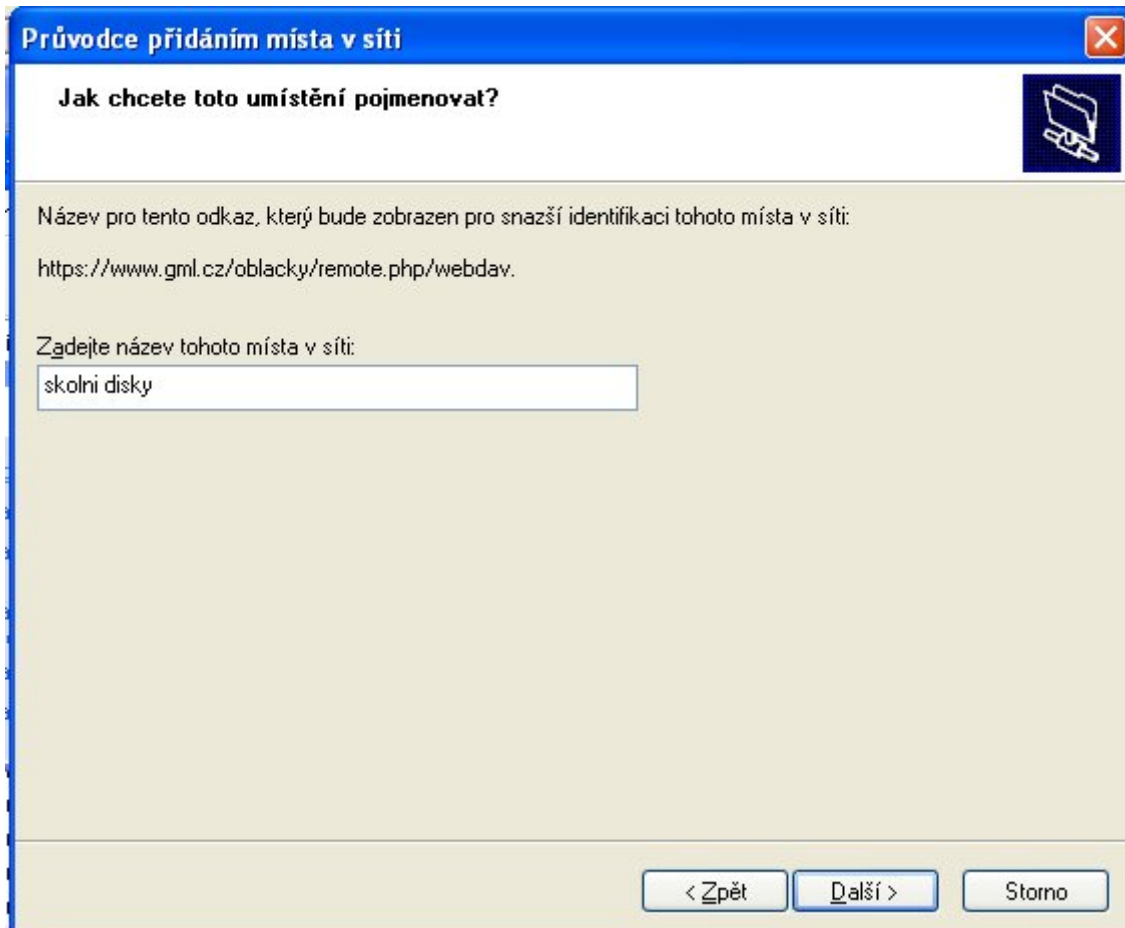 Průvodce přidáním místa v síti
Jak chcete toto umístění pojmenovat?
Název pro tento odkaz, který bude zobrazen pro snazší identifikaci tohoto místa v síti:
https://www.gml.cz/oblacky/remote.php/webdav.
Zadejte název tohoto místa v síti:
skolni disky
< Zpět
Další >
Storno